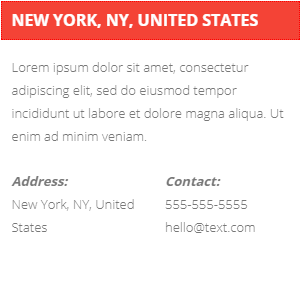 NEW YORK, NY, UNITED STATES
Lorem ipsum dolor sit amet, consectetur
adipiscing elit, sed do eiusmod tempor
incididunt ut labore et dolore magna aliqua. Ut
enim ad minim veniam.
Address:
New York, NY, United
States
Contact:
555-555-5555
hello@text.com